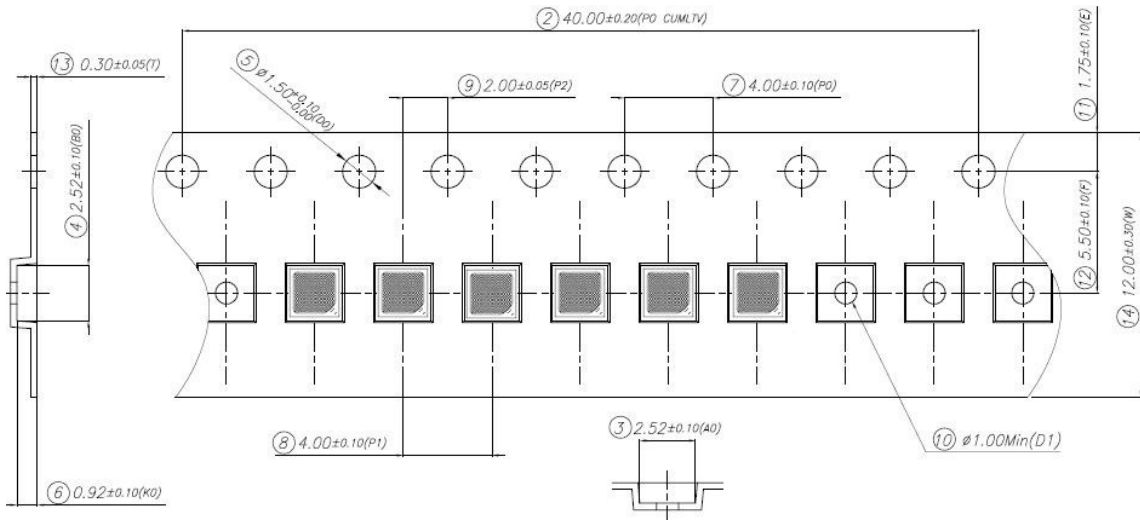 ② 40.00±0.20(PO CUMLTV)
⑬ 0.30±0.05(T)
⑤ ø1.50+0.10-0.00(D0)
⑨ 2.00±0.05(P2)
⑦ 4.00±0.10(P0)
⑪ 1.75±0.10(E)
④ 2.52±0.10(B0)
⑫ 5.50±0.10(F)
⑭ 12.00±0.30(W)
⑧ 4.00±0.10(P1)
③ 2.52±0.10(A0)
⑩ ø1.00Min(D1)
⑥ 0.92±0.10(K0)